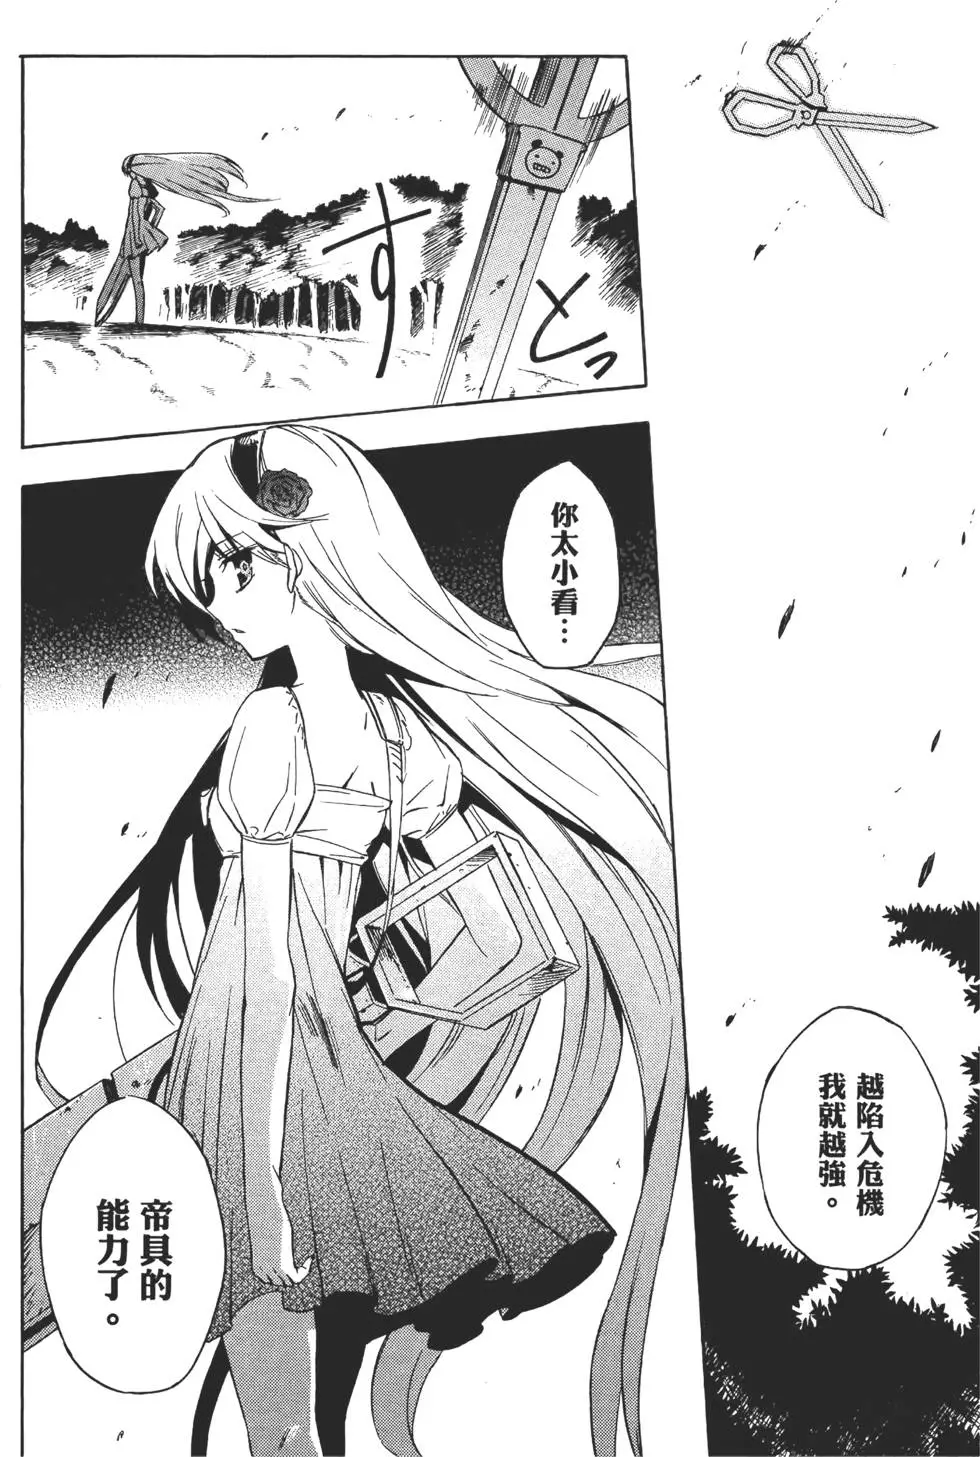 すとっ
越陷入危機
我就越強。
你太小看…
帝具的
能力了。